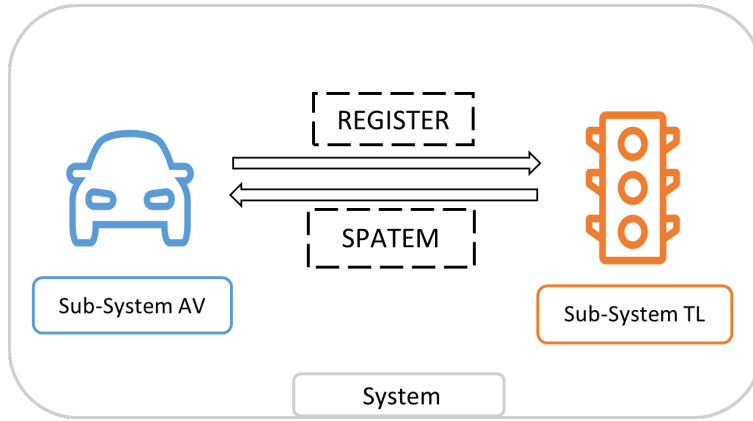 REGISTER
SPATEM
Sub-System AV
Sub-System TL
System